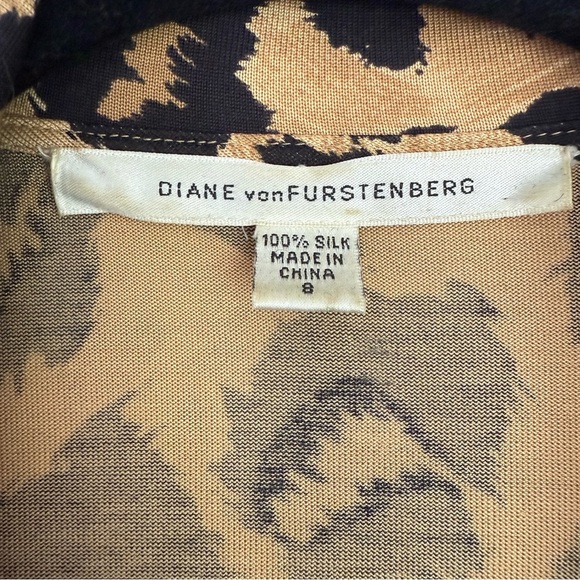 DIANE vonFURSTENBERG
100% SILK
MADE IN
CHINA
8